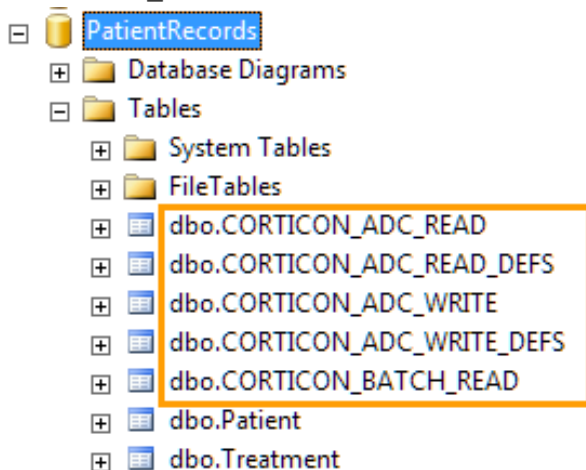 PatientRecords
Database Diagrams
Tables
System Tables
FileTables
dbo.CORTICON_ADC_READ
dbo.CORTICON_ADC_READ_DEFS
dbo.CORTICON_ADC_WRITE
dbo.CORTICON_ADC_WRITE_DEFS
dbo.CORTICON_BATCH_READ
dbo.Patient
dbo.Treatment